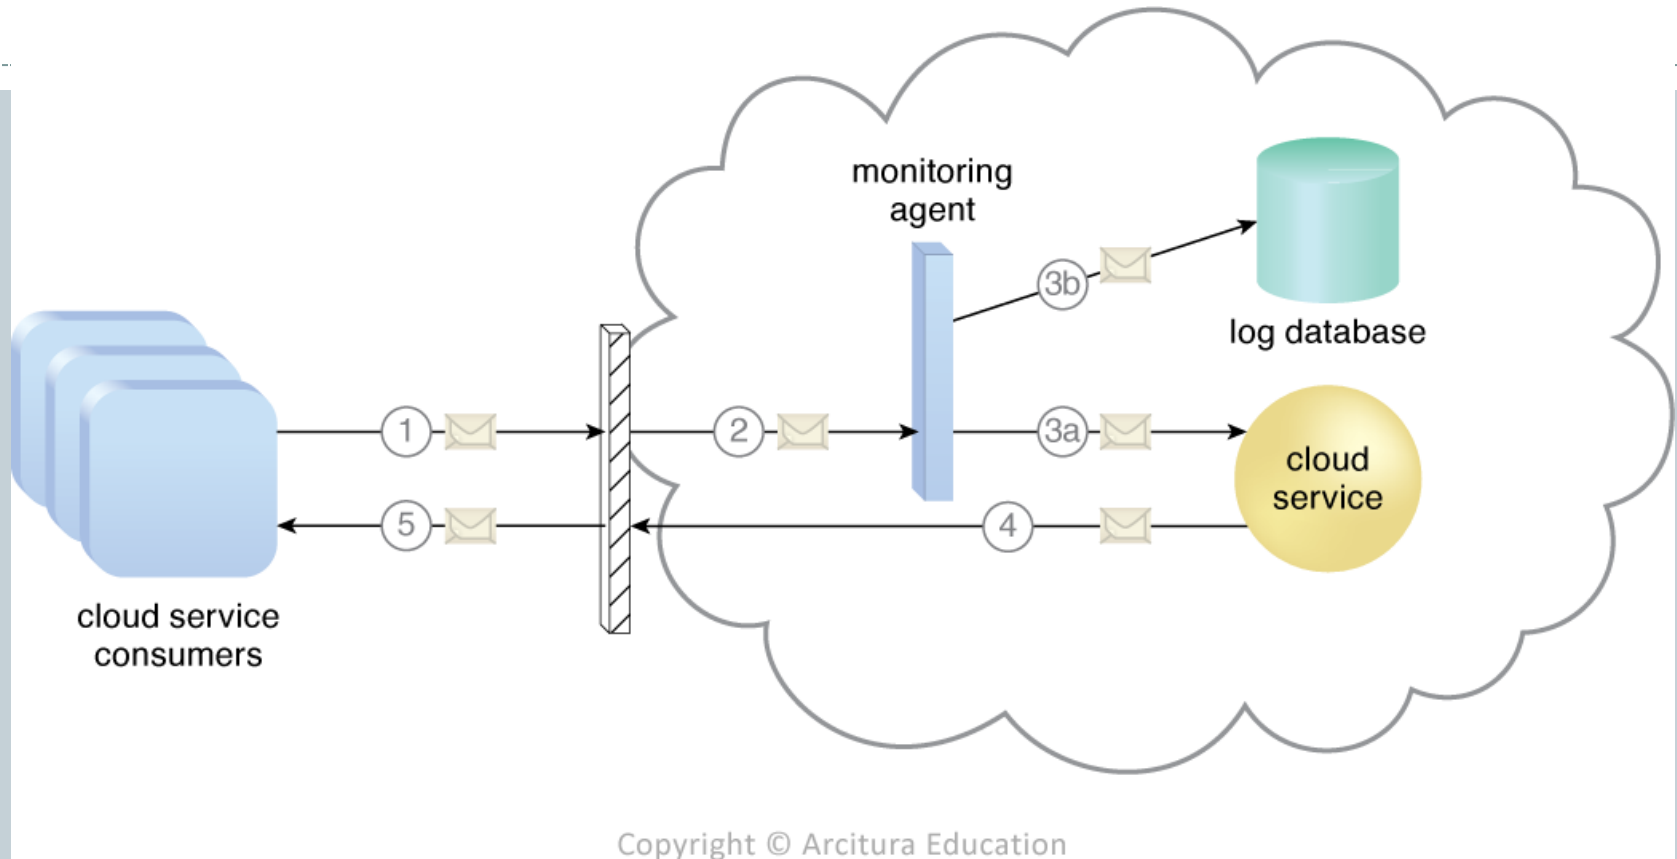 monitoring
agent
3b
log database
1
2
3a
cloud
service
5
4
cloud service
consumers
Copyright © Arcitura Education